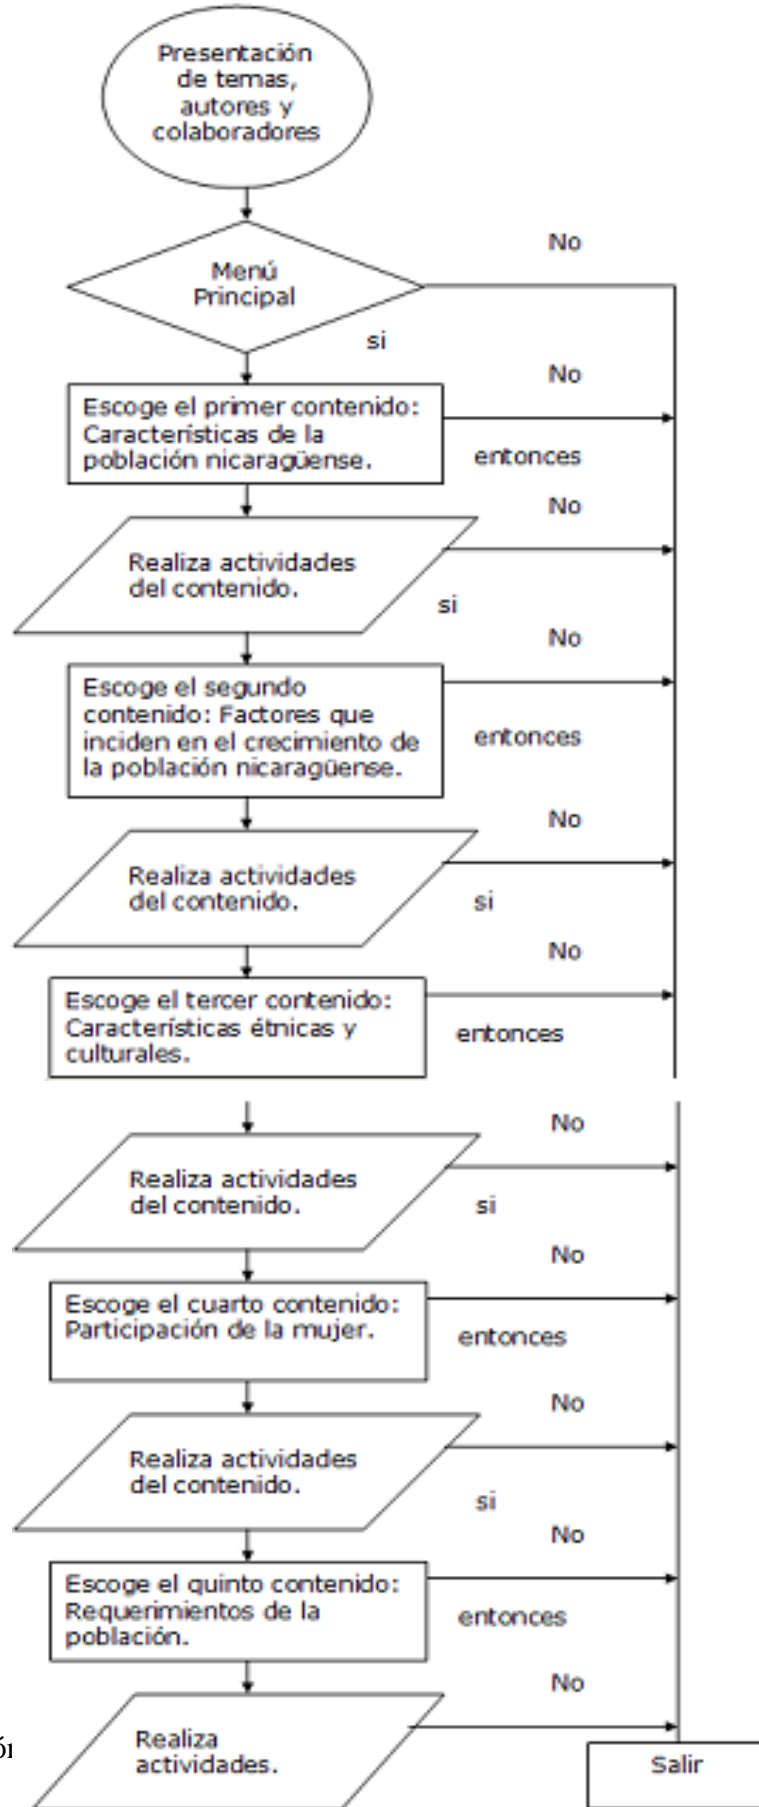 Presentación
de temas,
autores y
colaboradores
No
Menú
Principal
si
No
Escoge el primer contenido:
Características de la
población nicaragüense.
entonces
No
Realiza actividades
del contenido.
si
No
Escoge el segundo
contenido: Factores que
inciden en el crecimiento de
la población nicaragüense.
entonces
No
Realiza actividades
del contenido.
si
No
Escoge el tercer contenido:
Características étnicas y
culturales.
entonces
No
Realiza actividades
del contenido.
si
No
Escoge el cuarto contenido:
Participación de la mujer.
entonces
No
Realiza actividades
del contenido.
si
No
Escoge el quinto contenido:
Requerimientos de la
población.
entonces
No
Realiza
actividades.
Salir